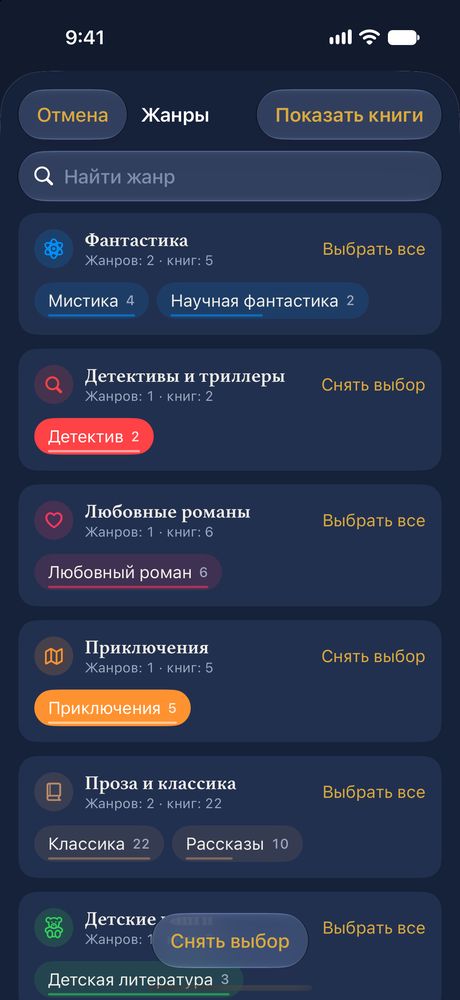 9:41
Отмена Жанры Показать книги
Найти жанр
Фантастика
Жанров: 2 · книг: 5
Выбрать все
Мистика 4 Научная фантастика 2
Детективы и триллеры
Жанров: 1 · книг: 2
Снять выбор
Детектив 2
Любовные романы
Жанров: 1 · книг: 6
Выбрать все
Любовный роман 6
Приключения
Жанров: 1 · книг: 5
Снять выбор
Приключения 5
Проза и классика
Жанров: 2 · книг: 22
Выбрать все
Классика 22 Рассказы 10
Детские
Жанров: 1
Выбрать все
Снять выбор
Детская литература 3